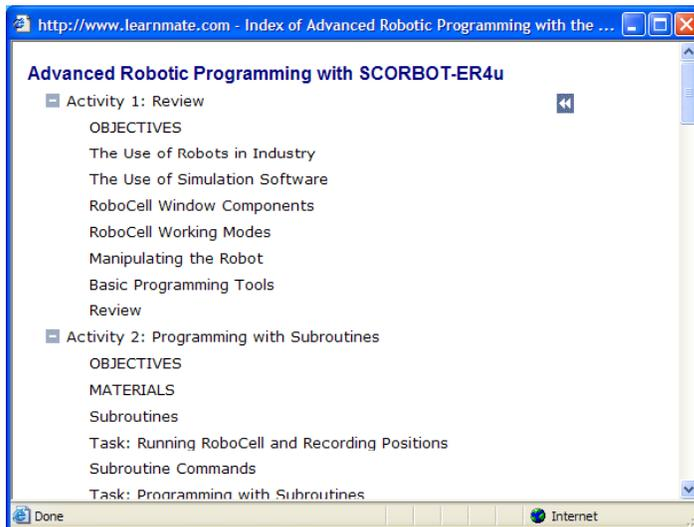 http://www.learnmate.com - Index of Advanced Robotic Programming with the ...
Advanced Robotic Programming with SCORBOT-ER4u
Activity 1: Review
OBJECTIVES
The Use of Robots in Industry
The Use of Simulation Software
RoboCell Window Components
RoboCell Working Modes
Manipulating the Robot
Basic Programming Tools
Review
Activity 2: Programming with Subroutines
OBJECTIVES
MATERIALS
Subroutines
Task: Running RoboCell and Recording Positions
Subroutine Commands
Task: Programming with Subroutines
Done Internet